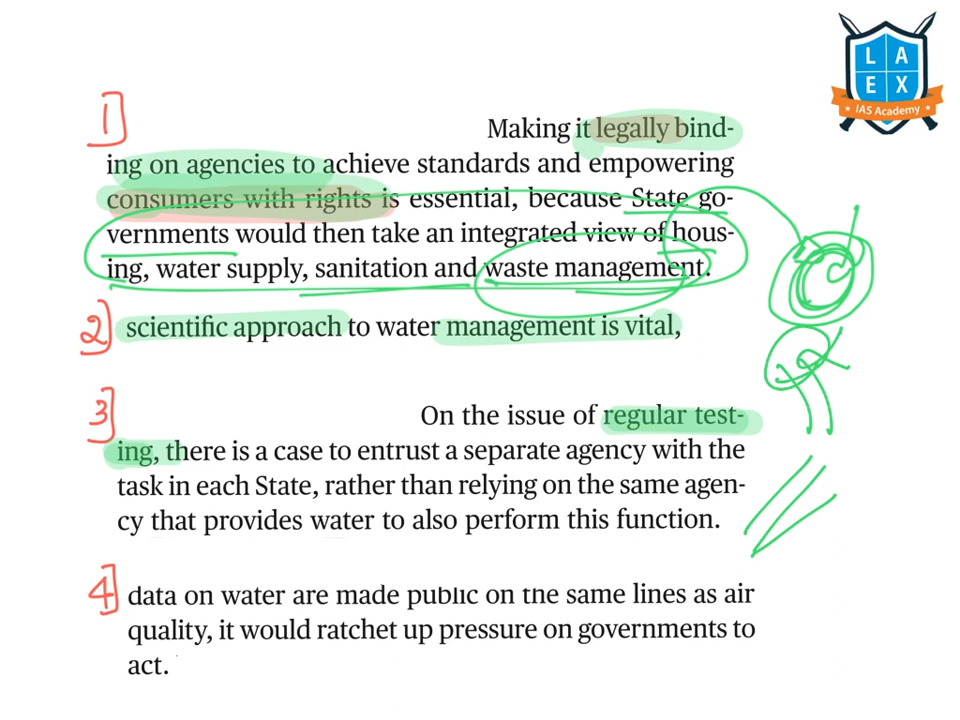 L A
E X
IAS Academy
1]
Making it legally bind-
ing on agencies to achieve standards and empowering
consumers with rights is essential, because State go-
vernments would then take an integrated view of hous-
ing, water supply, sanitation and waste management.
2] scientific approach to water management is vital,
3]
On the issue of regular test-
ing, there is a case to entrust a separate agency with the
task in each State, rather than relying on the same agen-
cy that provides water to also perform this function.
4] data on water are made public on the same lines as air
quality, it would ratchet up pressure on governments to
act.